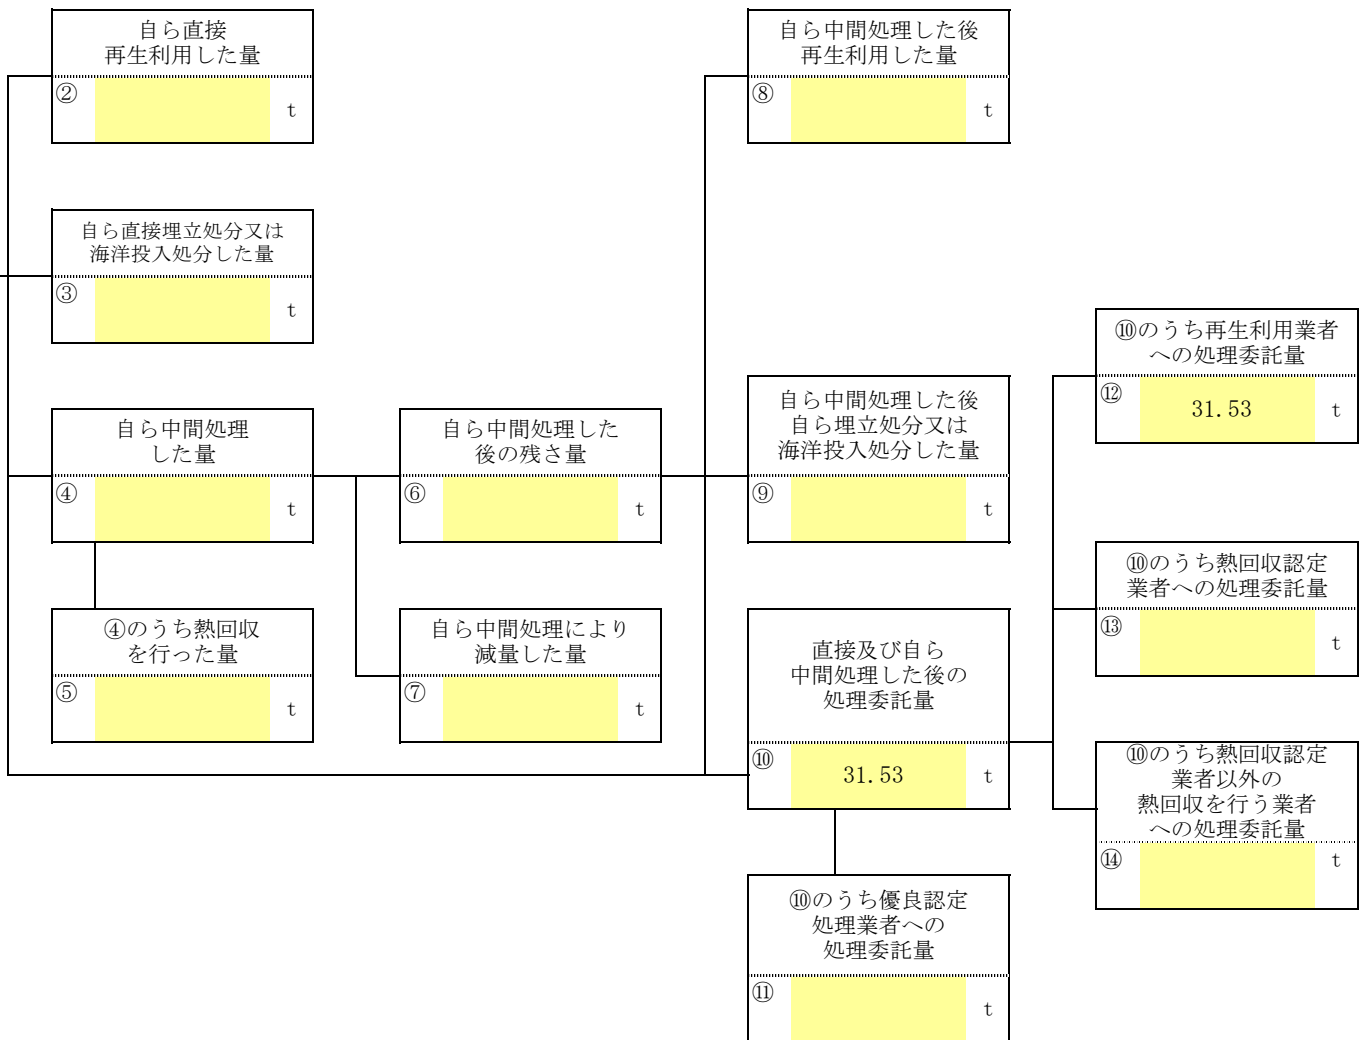 自ら直接
再生利用した量
②
t
自ら直接埋立処分又は
海洋投入処分した量
③
t
自ら中間処理
した量
④
t
④のうち熱回収
を行った量
⑤
t
自ら中間処理した
後の残さ量
⑥
t
自ら中間処理により
減量した量
⑦
t
自ら中間処理した後
再生利用した量
⑧
t
自ら中間処理した後
自ら埋立処分又は
海洋投入処分した量
⑨
t
直接及び自ら
中間処理した後の
処理委託量
⑩
31.53 t
⑩のうち優良認定
処理業者への
処理委託量
⑪
t
⑩のうち再生利用業者
への処理委託量
⑫
31.53 t
⑩のうち熱回収認定
業者への処理委託量
⑬
t
⑩のうち熱回収認定
業者以外の
熱回収を行う業者
への処理委託量
⑭
t